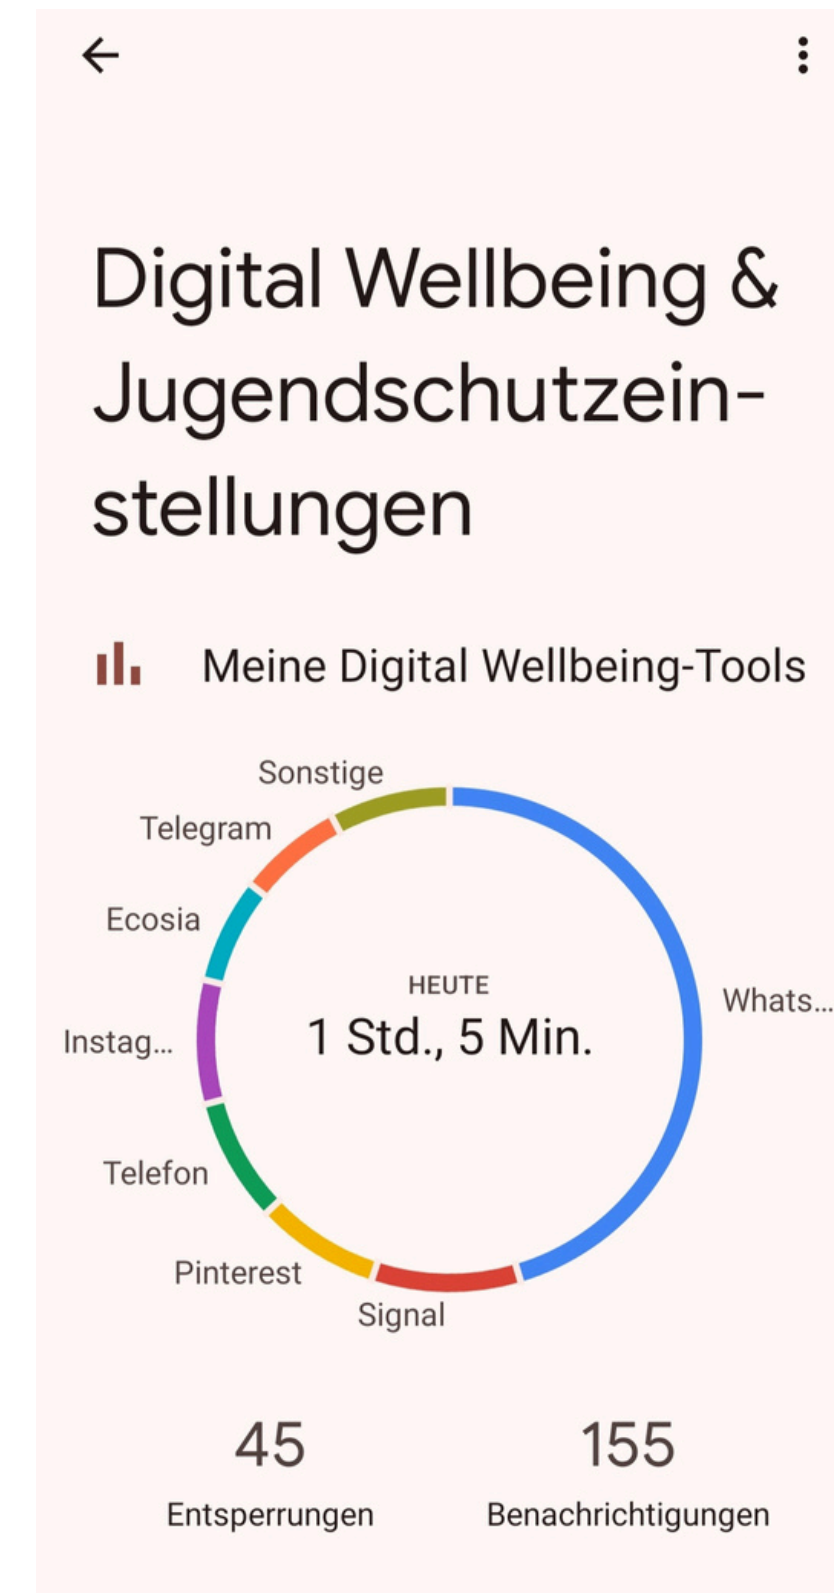 Digital Wellbeing &
Jugendschutzein-
stellungen
Meine Digital Wellbeing-Tools
Sonstige
Telegram
Ecosia
HEUTE
Whats...
1 Std., 5 Min.
Instag...
Telefon
Pinterest
Signal
45
155
Entsperrungen
Benachrichtigungen